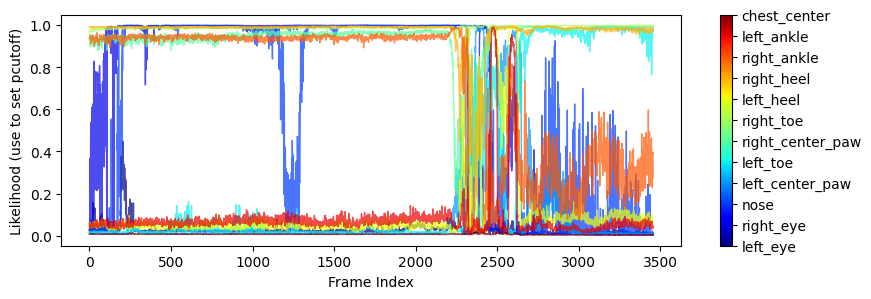 1.0
0.8
0.6
0.4
0.2
0.0
Likelihood (use to set pcutoff)
0
500
1000
1500
2000
2500
3000
3500
Frame Index
chest_center
left_ankle
right_ankle
right_heel
left_heel
right_toe
right_center_paw
left_toe
left_center_paw
nose
right_eye
left_eye